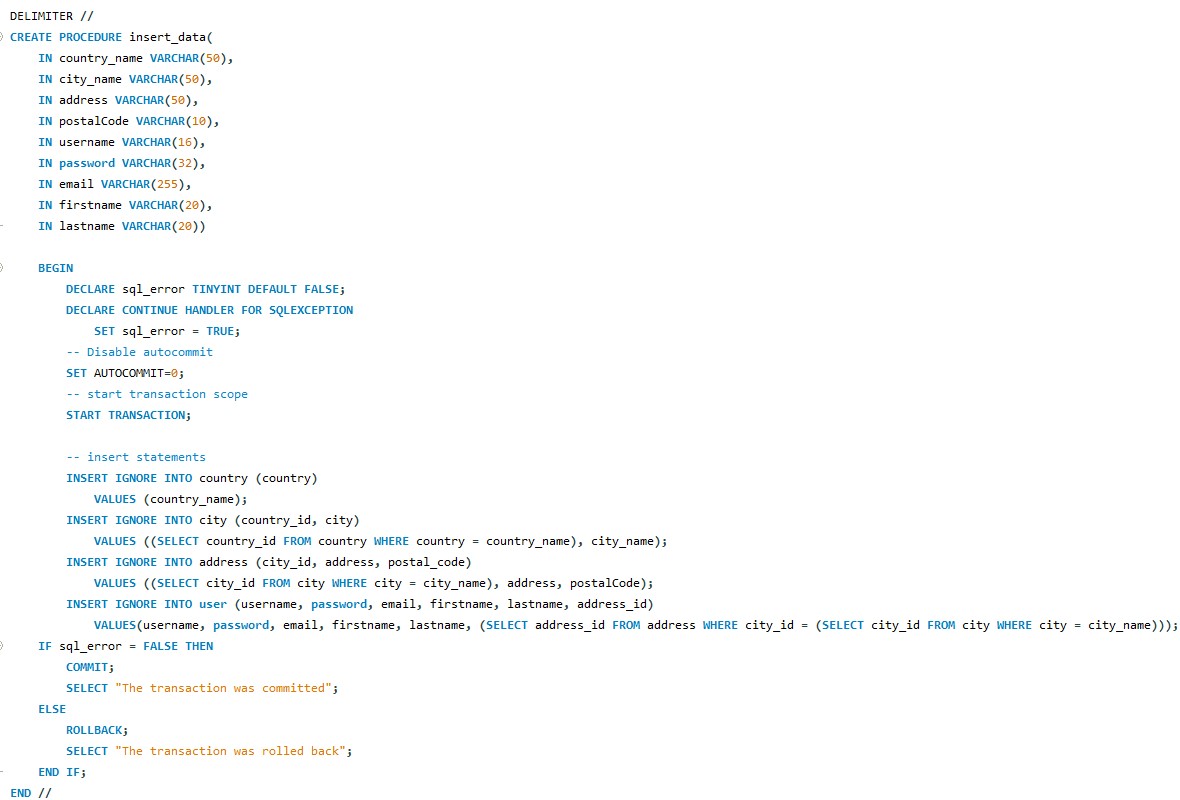 DELIMITER //
CREATE PROCEDURE insert_data(
    IN country_name VARCHAR(50),
    IN city_name VARCHAR(50),
    IN address VARCHAR(50),
    IN postalCode VARCHAR(10),
    IN username VARCHAR(16),
    IN password VARCHAR(32),
    IN email VARCHAR(255),
    IN firstname VARCHAR(20),
    IN lastname VARCHAR(20))

    BEGIN
        DECLARE sql_error TINYINT DEFAULT FALSE;
        DECLARE CONTINUE HANDLER FOR SQLEXCEPTION
            SET sql_error = TRUE;
        -- Disable autocommit
        SET AUTOCOMMIT=0;
        -- start transaction scope
        START TRANSACTION;

        -- insert statements
        INSERT IGNORE INTO country (country)
            VALUES (country_name);
        INSERT IGNORE INTO city (country_id, city)
            VALUES ((SELECT country_id FROM country WHERE country = country_name), city_name);
        INSERT IGNORE INTO address (city_id, address, postal_code)
            VALUES ((SELECT city_id FROM city WHERE city = city_name), address, postalCode);
        INSERT IGNORE INTO user (username, password, email, firstname, lastname, address_id)
            VALUES(username, password, email, firstname, lastname, (SELECT address_id FROM address WHERE city_id = (SELECT city_id FROM city WHERE city = city_name)));
    IF sql_error = FALSE THEN
        COMMIT;
        SELECT "The transaction was committed";
    ELSE
        ROLLBACK;
        SELECT "The transaction was rolled back";
    END IF;
END //